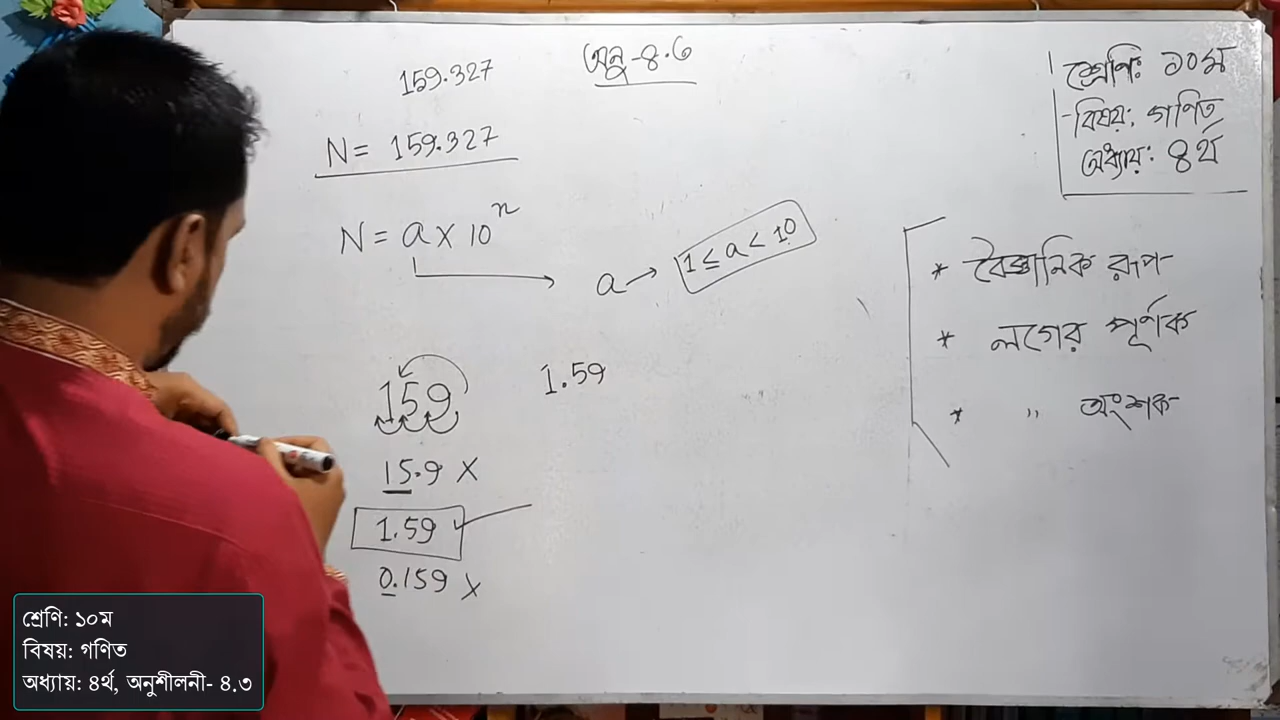 159.327
অনু-৪.৩
N = 159.327
N = a x 10^n
a → 1 ≤ a < 10
159
1.59
15.9 X
1.59 ✓
0.159 X
শ্রেণি: ১০ম
বিষয়: গণিত
অধ্যায়: ৪র্থ
* বৈজ্ঞানিক রূপ
* লগের পূর্ণক
* " অংশক
শ্রেণি: ১০ম
বিষয়: গণিত
অধ্যায়: ৪র্থ, অনুশীলনী- ৪.৩